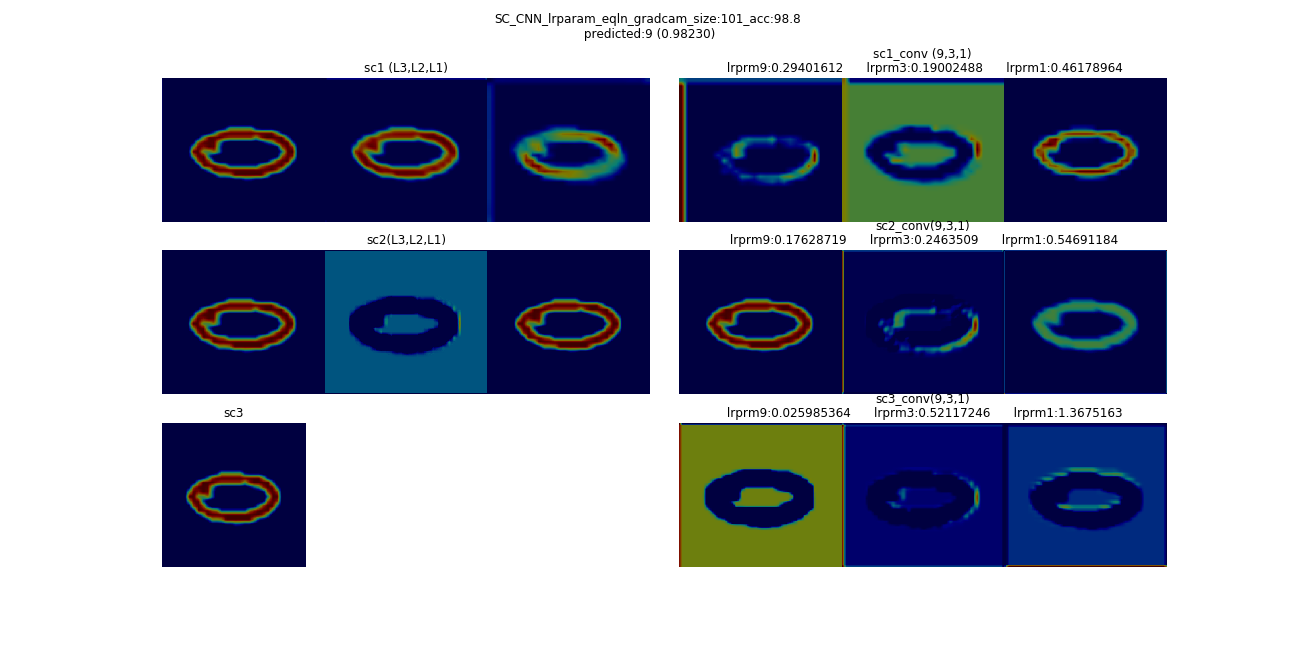 SC_CNN_lrparam_eqln_gradcam_size:101_acc:98.8
predicted:9 (0.98230)
sc1 (L3,L2,L1)
sc1_conv (9,3,1)
lrprm9:0.29401612 lrprm3:0.19002488 lrprm1:0.46178964
sc2(L3,L2,L1)
sc2_conv(9,3,1)
lrprm9:0.17628719 lrprm3:0.2463509 lrprm1:0.54691184
sc3
sc3_conv(9,3,1)
lrprm9:0.025985364 lrprm3:0.52117246 lrprm1:1.3675163